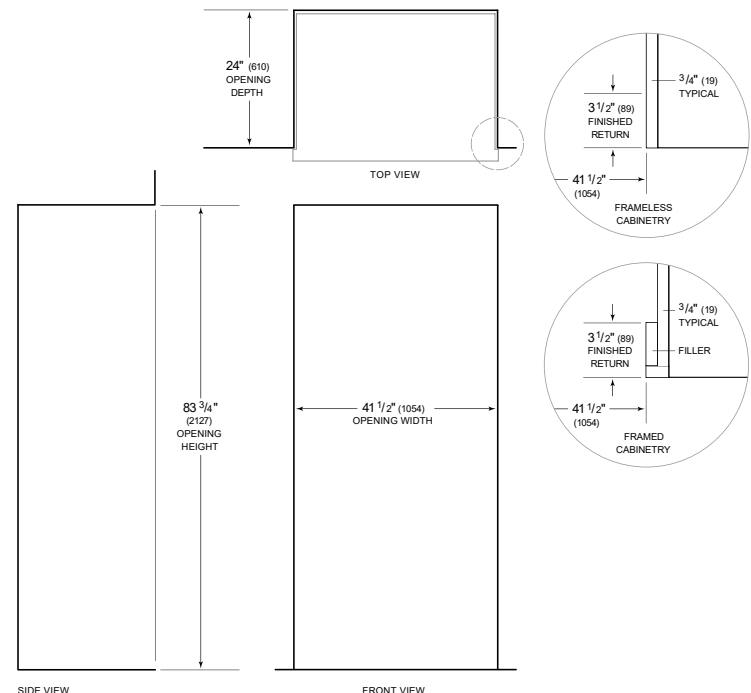 24" (610)
OPENING
DEPTH
TOP VIEW
3/4" (19)
TYPICAL
3 1/2" (89)
FINISHED
RETURN
41 1/2"
(1054)
FRAMELESS
CABINETRY
3/4" (19)
TYPICAL
3 1/2" (89)
FINISHED
RETURN
FILLER
41 1/2"
(1054)
FRAMED
CABINETRY
83 3/4"
(2127)
OPENING
HEIGHT
41 1/2" (1054)
OPENING WIDTH
SIDE VIEW
FRONT VIEW